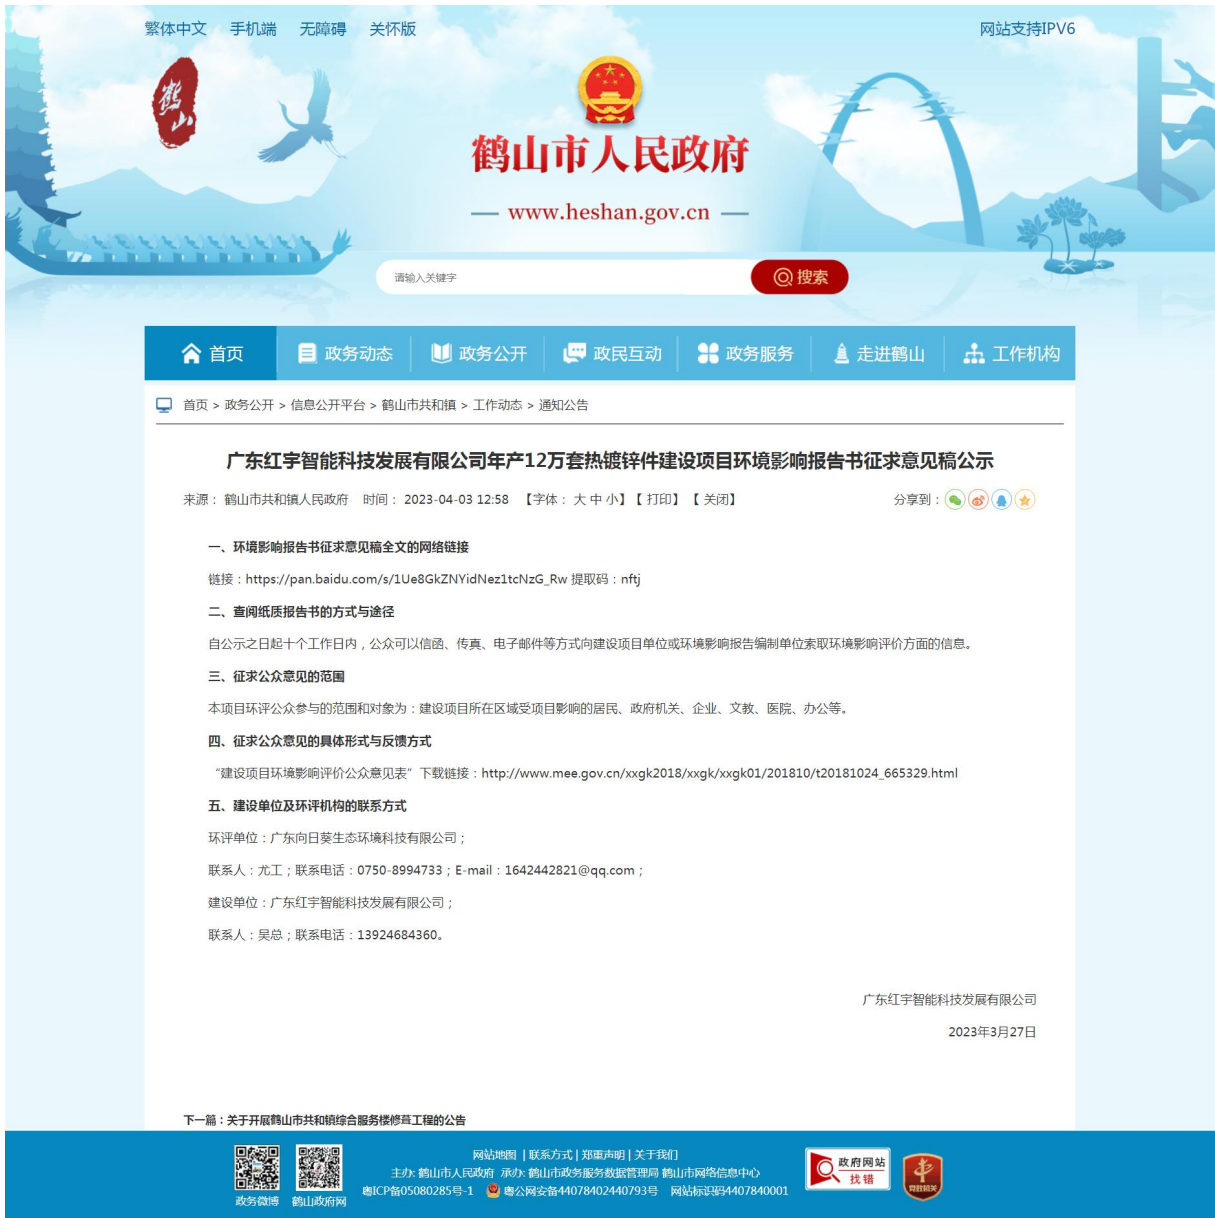 繁体中文 手机端 无障碍 关怀版 网站支持IPV6
鹤山
鹤山市人民政府
www.heshan.gov.cn
请输入关键字 搜索
首页 政务动态 政务公开 政民互动 政务服务 走进鹤山 工作机构
首页 > 政务公开 > 信息公开平台 > 鹤山市共和镇 > 工作动态 > 通知公告
广东红宇智能科技发展有限公司年产12万套热镀锌件建设项目环境影响报告书征求意见稿公示
来源： 鹤山市共和镇人民政府 时间： 2023-04-03 12:58 【字体： 大 中 小】【 打印】 【 关闭】 分享到：
一、环境影响报告书征求意见稿全文的网络链接
链接：https://pan.baidu.com/s/1Ue8GkZNYidNez1tcNzG_Rw 提取码：nftj
二、查阅纸质报告书的方式与途径
自公示之日起十个工作日内，公众可以信函、传真、电子邮件等方式向建设项目单位或环境影响报告编制单位索取环境影响评价方面的信息。
三、征求公众意见的范围
本项目环评公众参与的范围和对象为：建设项目所在区域受项目影响的居民、政府机关、企业、文教、医院、办公等。
四、征求公众意见的具体形式与反馈方式
“建设项目环境影响评价公众意见表” 下载链接：http://www.mee.gov.cn/xxgk2018/xxgk/xxgk01/201810/t20181024_665329.html
五、建设单位及环评机构的联系方式
环评单位：广东向日葵生态环境科技有限公司；
联系人：尤工；联系电话：0750-8994733；E-mail：1642442821@qq.com；
建设单位：广东红宇智能科技发展有限公司；
联系人：吴总；联系电话：13924684360。
广东红宇智能科技发展有限公司
2023年3月27日
下一篇：关于开展鹤山市共和镇综合服务楼修葺工程的公告
网站地图 | 联系方式 | 郑重声明 | 关于我们
主办: 鹤山市人民政府 承办: 鹤山市政务服务数据管理局 鹤山市网络信息中心
粤ICP备05080285号-1 粤公网安备44078402440793号 网站标识码4407840001
政务微博 鹤山政府网
政府网站
找错
党政机关